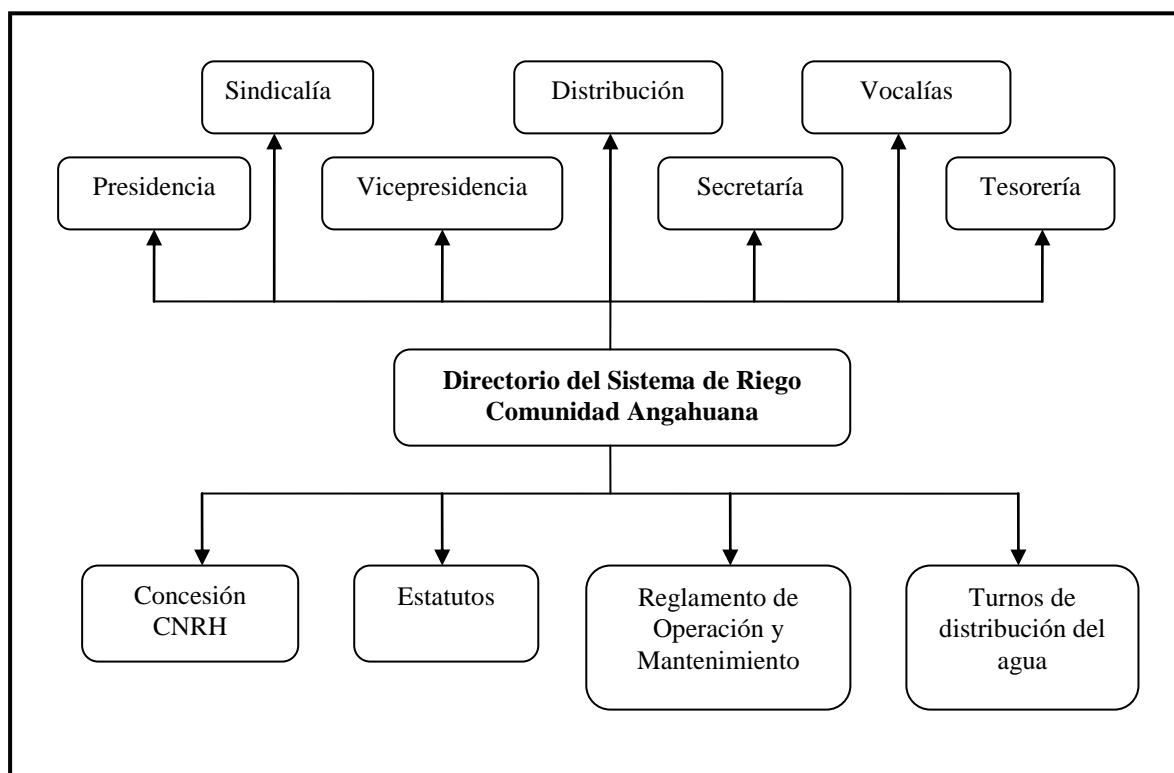 Sindicalía
Distribución
Vocalías
Presidencia
Vicepresidencia
Secretaría
Tesorería
Directorio del Sistema de Riego
Comunidad Angahuana
Concesión
CNRH
Estatutos
Reglamento de
Operación y
Mantenimiento
Turnos de
distribución del
agua